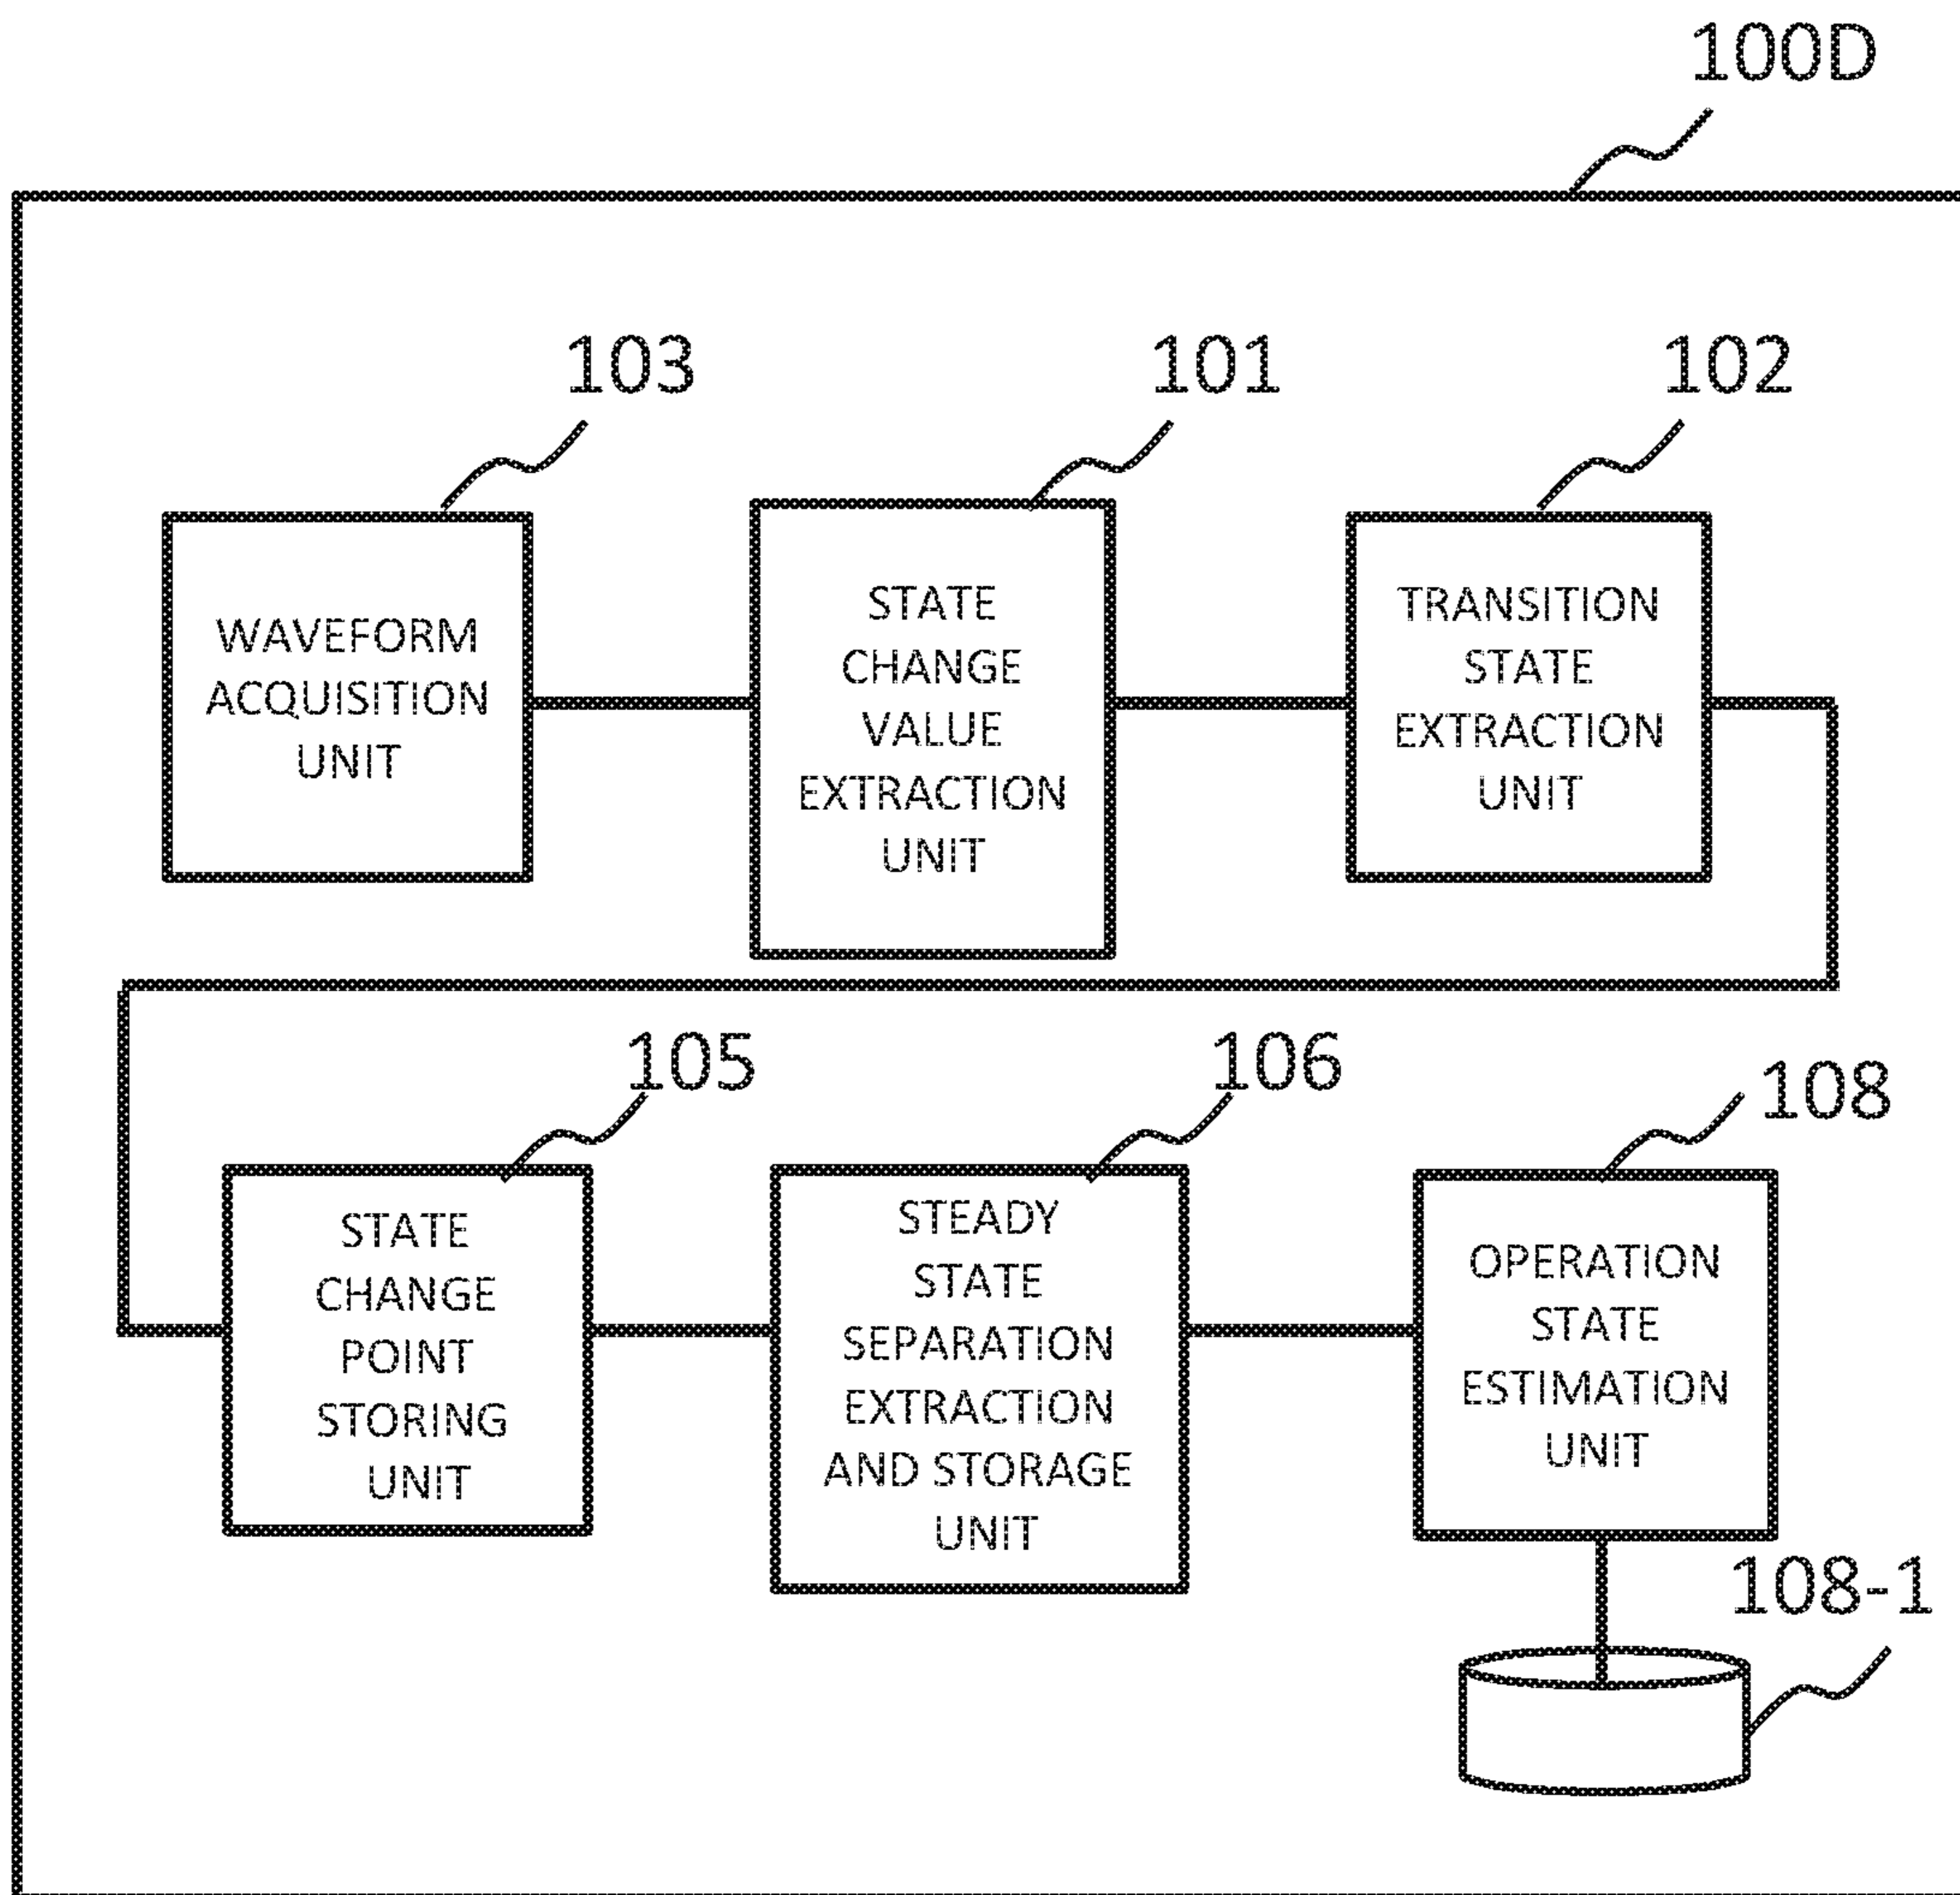 100D
103
101
102
WAVEFORM
ACQUISITION
UNIT
STATE
CHANGE
VALUE
EXTRACTION
UNIT
TRANSITION
STATE
EXTRACTION
UNIT
105
106
108
STATE
CHANGE
POINT
STORING
UNIT
STEADY
STATE
SEPARATION
EXTRACTION
AND STORAGE
UNIT
OPERATION
STATE
ESTIMATION
UNIT
108-1